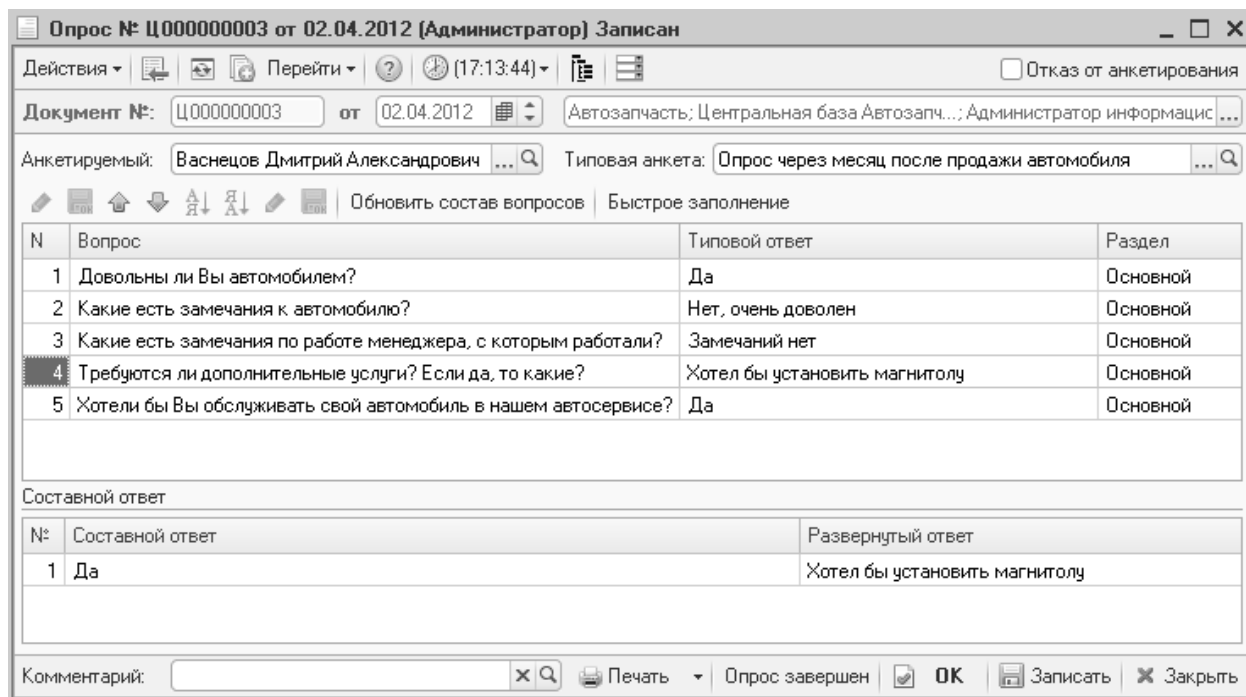 Опрос № Ц000000003 от 02.04.2012 (Администратор) Записан
Действия Перейти (17:13:44) Отказ от анкетирования
Документ №: Ц000000003 от 02.04.2012 Автозапчасть; Центральная база Автозапч...; Администратор информацис ...
Анкетируемый: Васнецов Дмитрий Александрович ... Типовая анкета: Опрос через месяц после продажи автомобиля ...
Обновить состав вопросов Быстрое заполнение
N Вопрос Типовой ответ Раздел
1 Довольны ли Вы автомобилем? Да Основной
2 Какие есть замечания к автомобилю? Нет, очень доволен Основной
3 Какие есть замечания по работе менеджера, с которым работали? Замечаний нет Основной
4 Требуются ли дополнительные услуги? Если да, то какие? Хотел бы установить магнитолу Основной
5 Хотели бы Вы обслуживать свой автомобиль в нашем автосервисе? Да Основной
Составной ответ
№ Составной ответ Развернутый ответ
1 Да Хотел бы установить магнитолу
Комментарий: Печать Опрос завершен OK Записать Закрыть